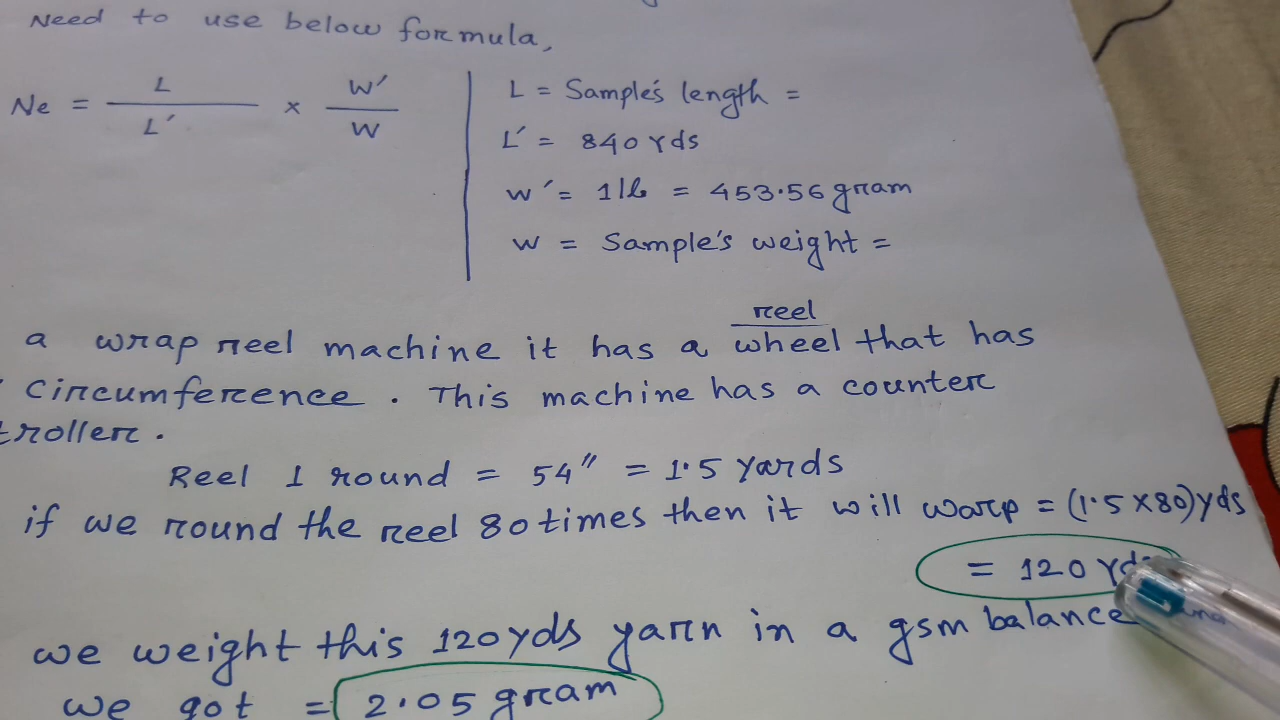 Need to use below formula,
Ne = L / L' × W' / W
L = Sample's length =
L' = 840 Yds
W' = 1 lb = 453.56 gram
W = Sample's weight =
reel
a wrap reel machine it has a wheel that has
circumference. This machine has a counter
troller.
Reel 1 round = 54" = 1.5 Yards
if we round the reel 80 times then it will warp = (1.5 x 80) yds
= 120 Yds
we weight this 120 yds yarn in a gsm balance
we got = 2.05 gram